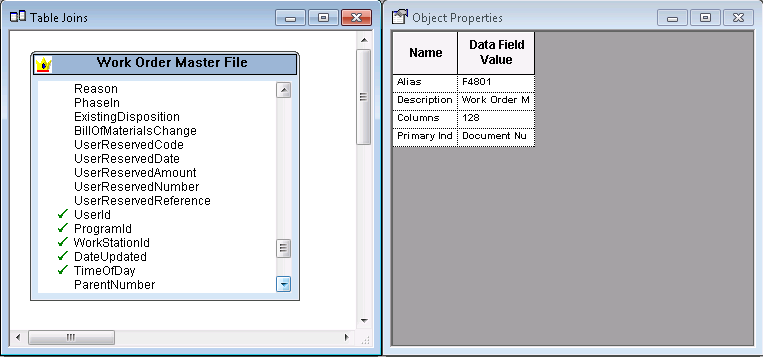 Table Joins
Work Order Master File
Reason
PhaseIn
ExistingDisposition
BillOfMaterialsChange
UserReservedCode
UserReservedDate
UserReservedAmount
UserReservedNumber
UserReservedReference
UserId
ProgramId
WorkStationId
DateUpdated
TimeOfDay
ParentNumber
Object Properties
Name Data Field
Value
Alias F4801
Description Work Order M
Columns 128
Primary Ind Document Nu